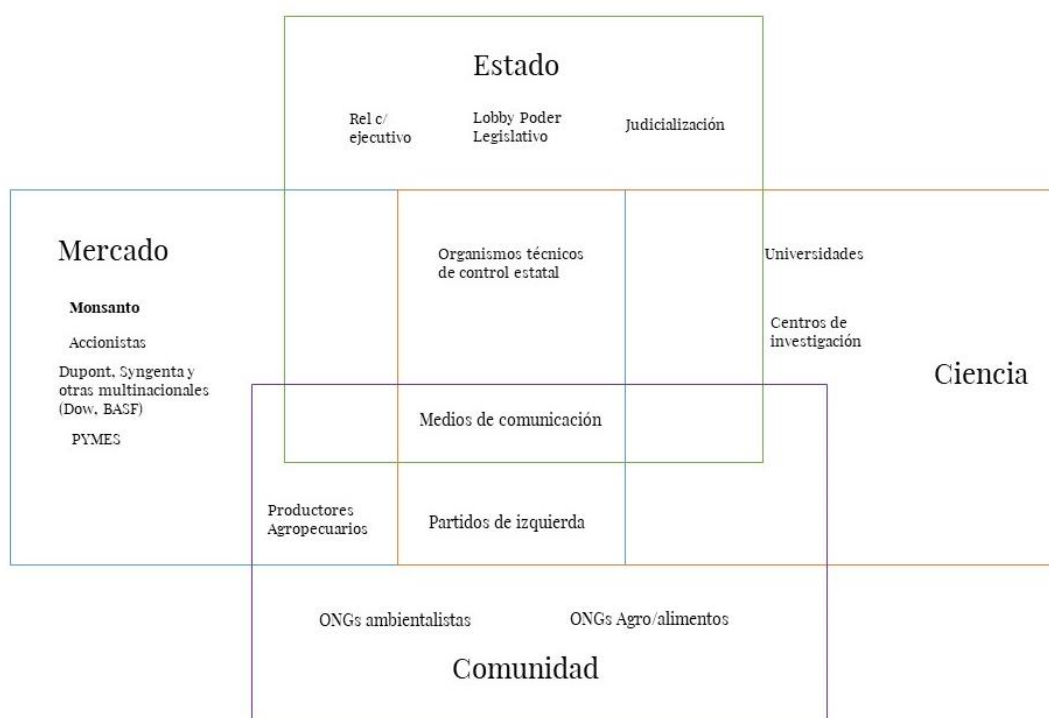 Estado
Rel c/
ejecutivo
Lobby Poder
Legislativo
Judicialización
Mercado
Monsanto
Accionistas
Dupont, Syngenta y
otras multinacionales
(Dow, BASF)
PYMES
Organismos técnicos
de control estatal
Universidades
Centros de
investigación
Ciencia
Medios de comunicación
Productores
Agropecuarios
Partidos de izquierda
ONGs ambientalistas
ONGs Agro/alimentos
Comunidad